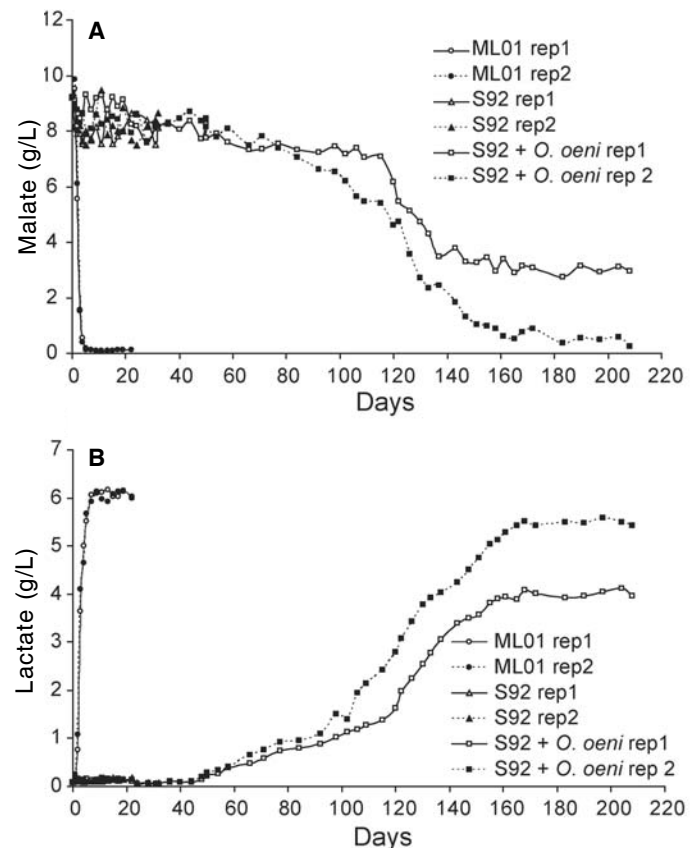 A
12
10
8
6
4
2
0
Malate (g/L)
ML01 rep1
ML01 rep2
S92 rep1
S92 rep2
S92 + O. oeni rep1
S92 + O. oeni rep 2
0 20 40 60 80 100 120 140 160 180 200 220
Days
B
7
6
5
4
3
2
1
0
Lactate (g/L)
ML01 rep1
ML01 rep2
S92 rep1
S92 rep2
S92 + O. oeni rep1
S92 + O. oeni rep 2
0 20 40 60 80 100 120 140 160 180 200 220
Days